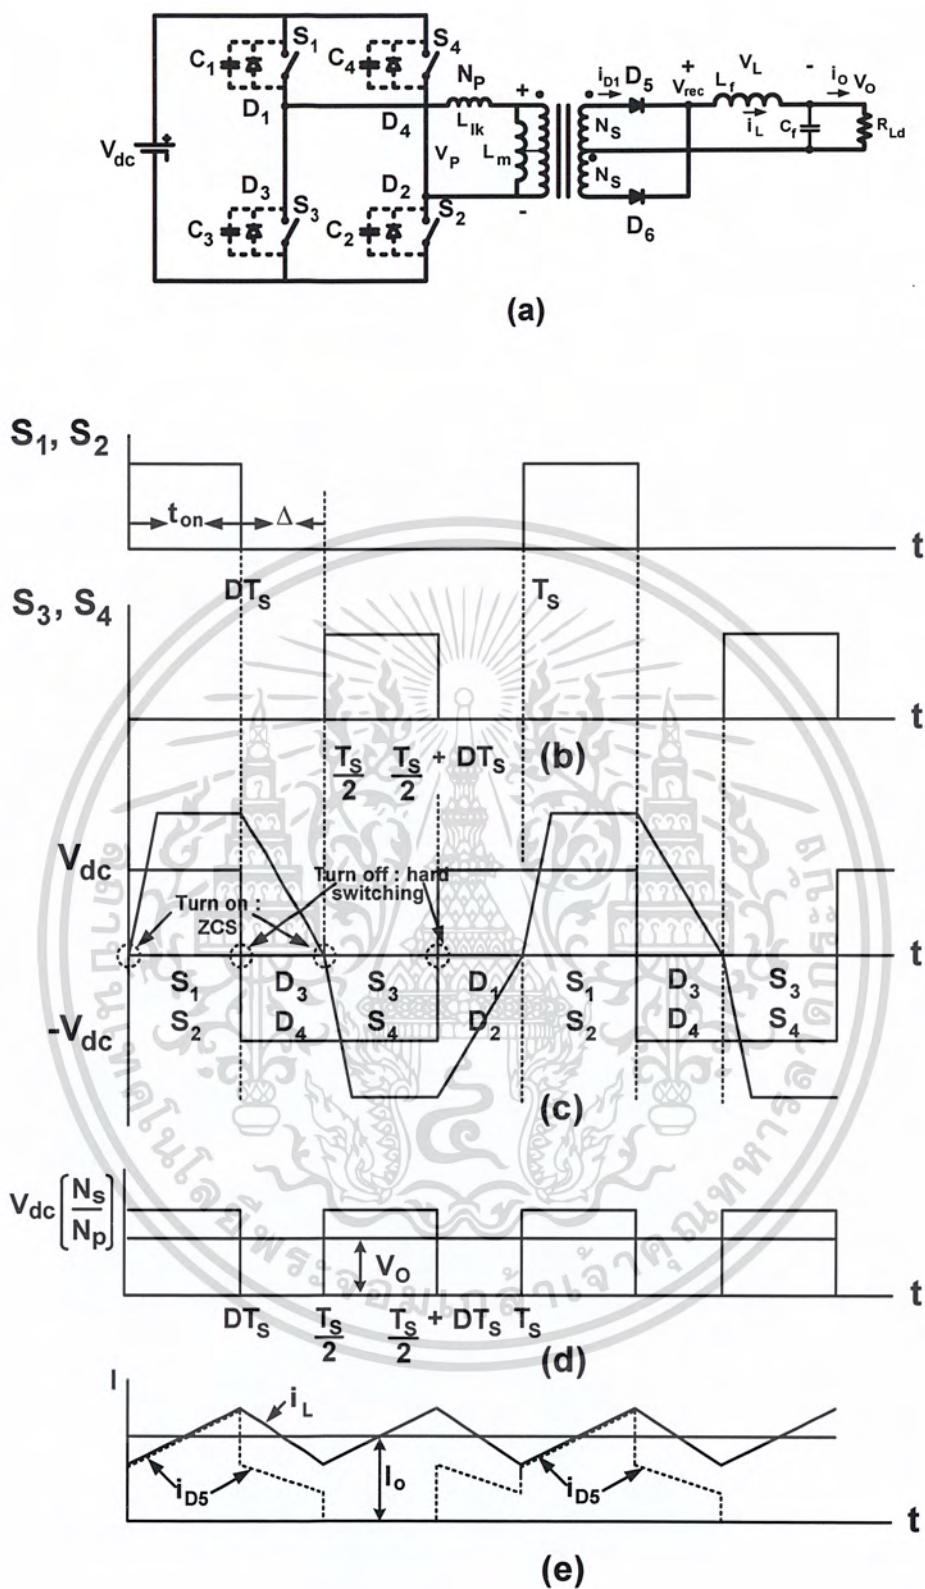 S1 S4
C1 C4
D1 D4
NP
Llk
Lm
VP
+
-
Vdc
D3 D2
S3 S2
C3 C2
iD1 D5
NS
NS
D6
+ VL -
Vrec Lf
iL
iO VO
Cf
RLd
(a)
S1, S2
ton Δ
t
DTS TS
S3, S4
t
TS/2 TS/2 + DTS
(b)
Vdc
Turn on :
ZCS
Turn off : hard
switching
t
S1 D3 S3 D1 S1 D3 S3
S2 D4 S4 D2 S2 D4 S4
-Vdc
(c)
Vdc[Ns/Np]
VO
t
DTS TS/2 TS/2 + DTS TS
(d)
I
iL
iD5
Io
iD5
t
(e)